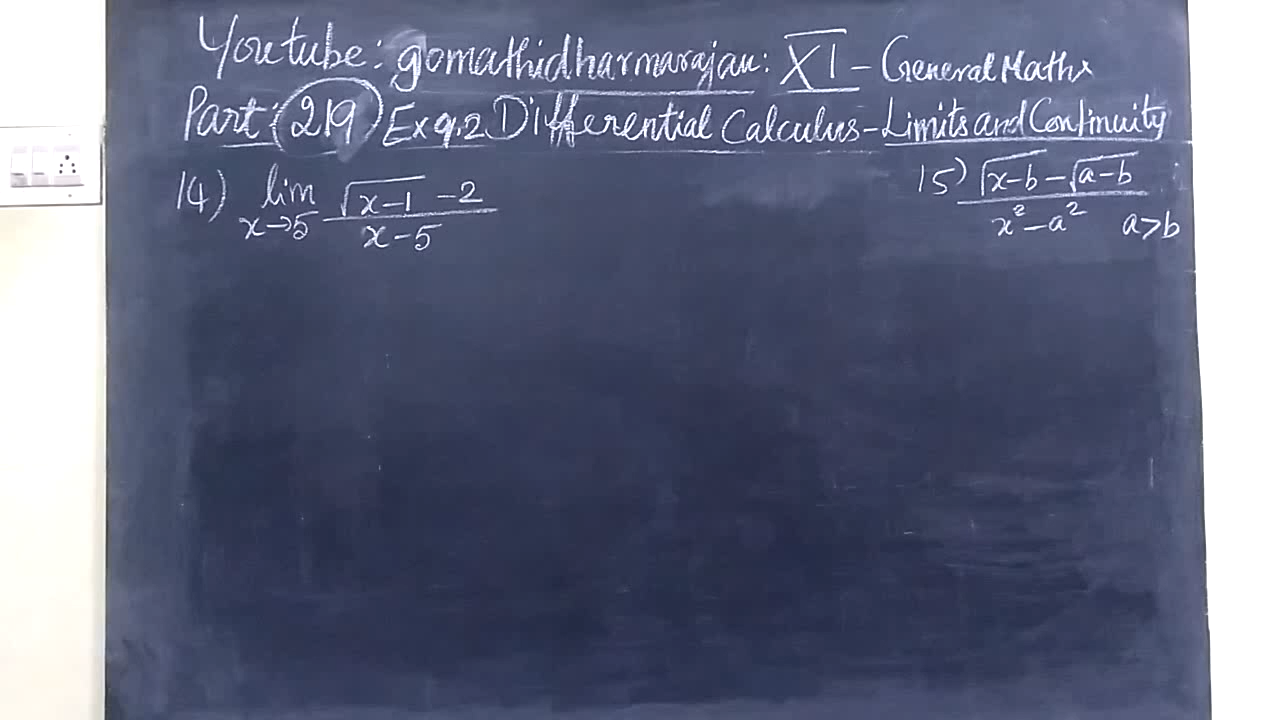 Youtube: gomathidharmarajan: XI - General Maths
Part: 219 Ex 9.2 Differential Calculus - Limits and Continuity
14) lim x→5 √(x-1) - 2 / x-5
15) √(x-b) - √(a-b) / x² - a² a>b